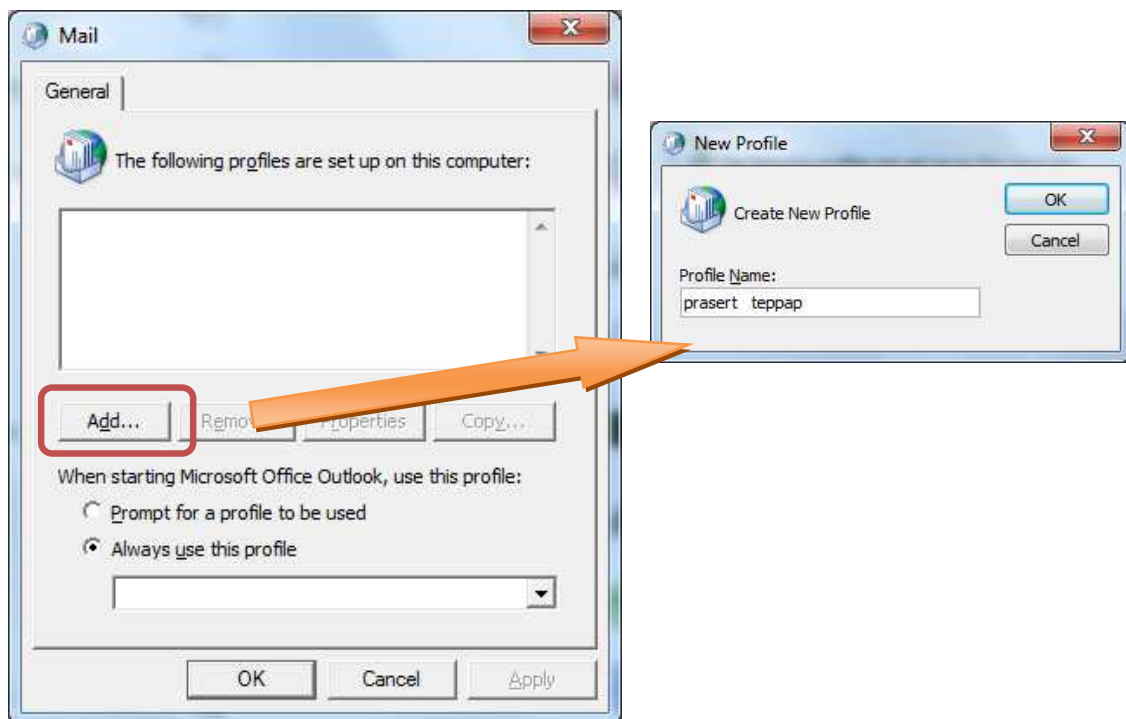 Mail
General
The following profiles are set up on this computer:
Add...
Copy...
When starting Microsoft Office Outlook, use this profile:
Prompt for a profile to be used
Always use this profile
OK Cancel Apply
New Profile
Create New Profile
OK
Cancel
Profile Name:
prasert teppap